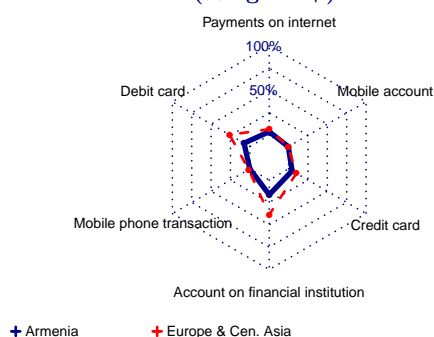 Payments on internet
100%
50%
Debit card
Mobile account
Mobile phone transaction
Credit card
Account on financial institution
Armenia
Europe & Cen. Asia